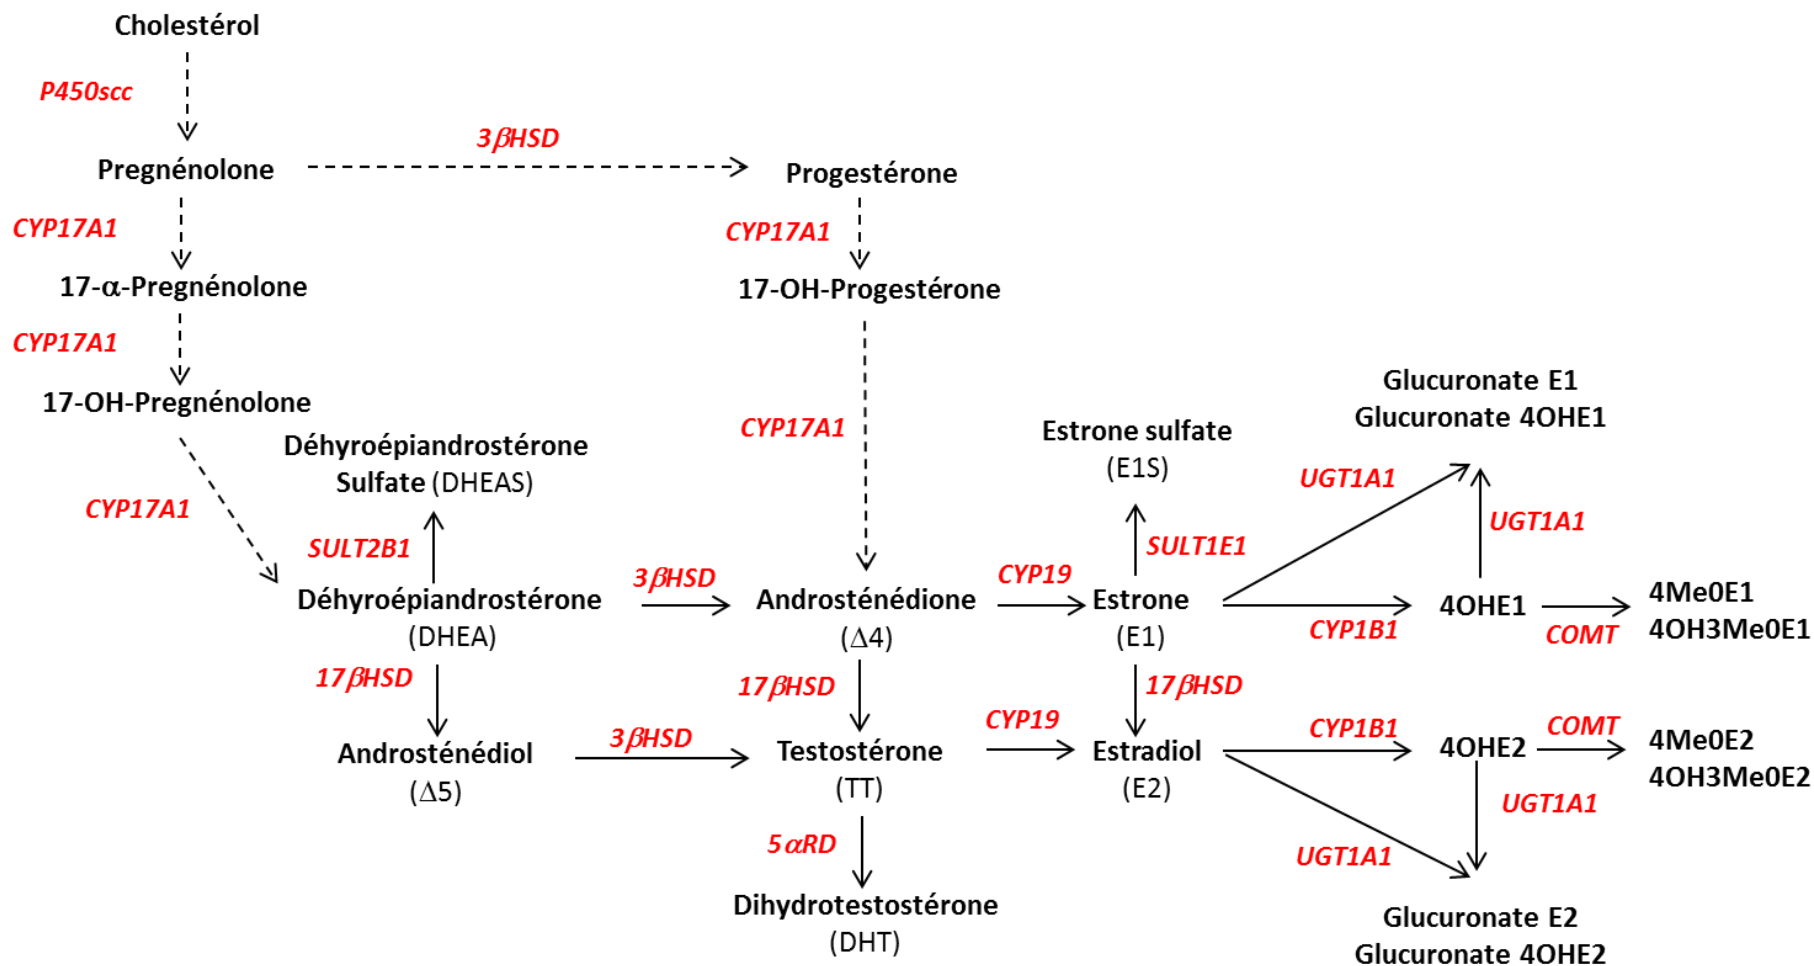 Cholestérol
P450scc
3βHSD
Pregnénolone
Progestérone
CYP17A1
CYP17A1
17-α-Pregnénolone
17-OH-Progestérone
CYP17A1
17-OH-Pregnénolone
Glucuronate E1
Glucuronate 4OHE1
Déhyroépiandrostérone
Sulfate (DHEAS)
CYP17A1
Estrone sulfate
(E1S)
UGT1A1
CYP17A1
SULT2B1
SULT1E1
UGT1A1
3βHSD
CYP19
Déhyroépiandrostérone
(DHEA)
Androsténédione
(Δ4)
Estrone
(E1)
CYP1B1
4OHE1
COMT
4Me0E1
4OH3Me0E1
17βHSD
17βHSD
17βHSD
3βHSD
CYP19
CYP1B1
COMT
Androsténédiol
(Δ5)
Testostérone
(TT)
Estradiol
(E2)
4OHE2
4Me0E2
4OH3Me0E2
UGT1A1
5αRD
UGT1A1
Dihydrotestostérone
(DHT)
Glucuronate E2
Glucuronate 4OHE2